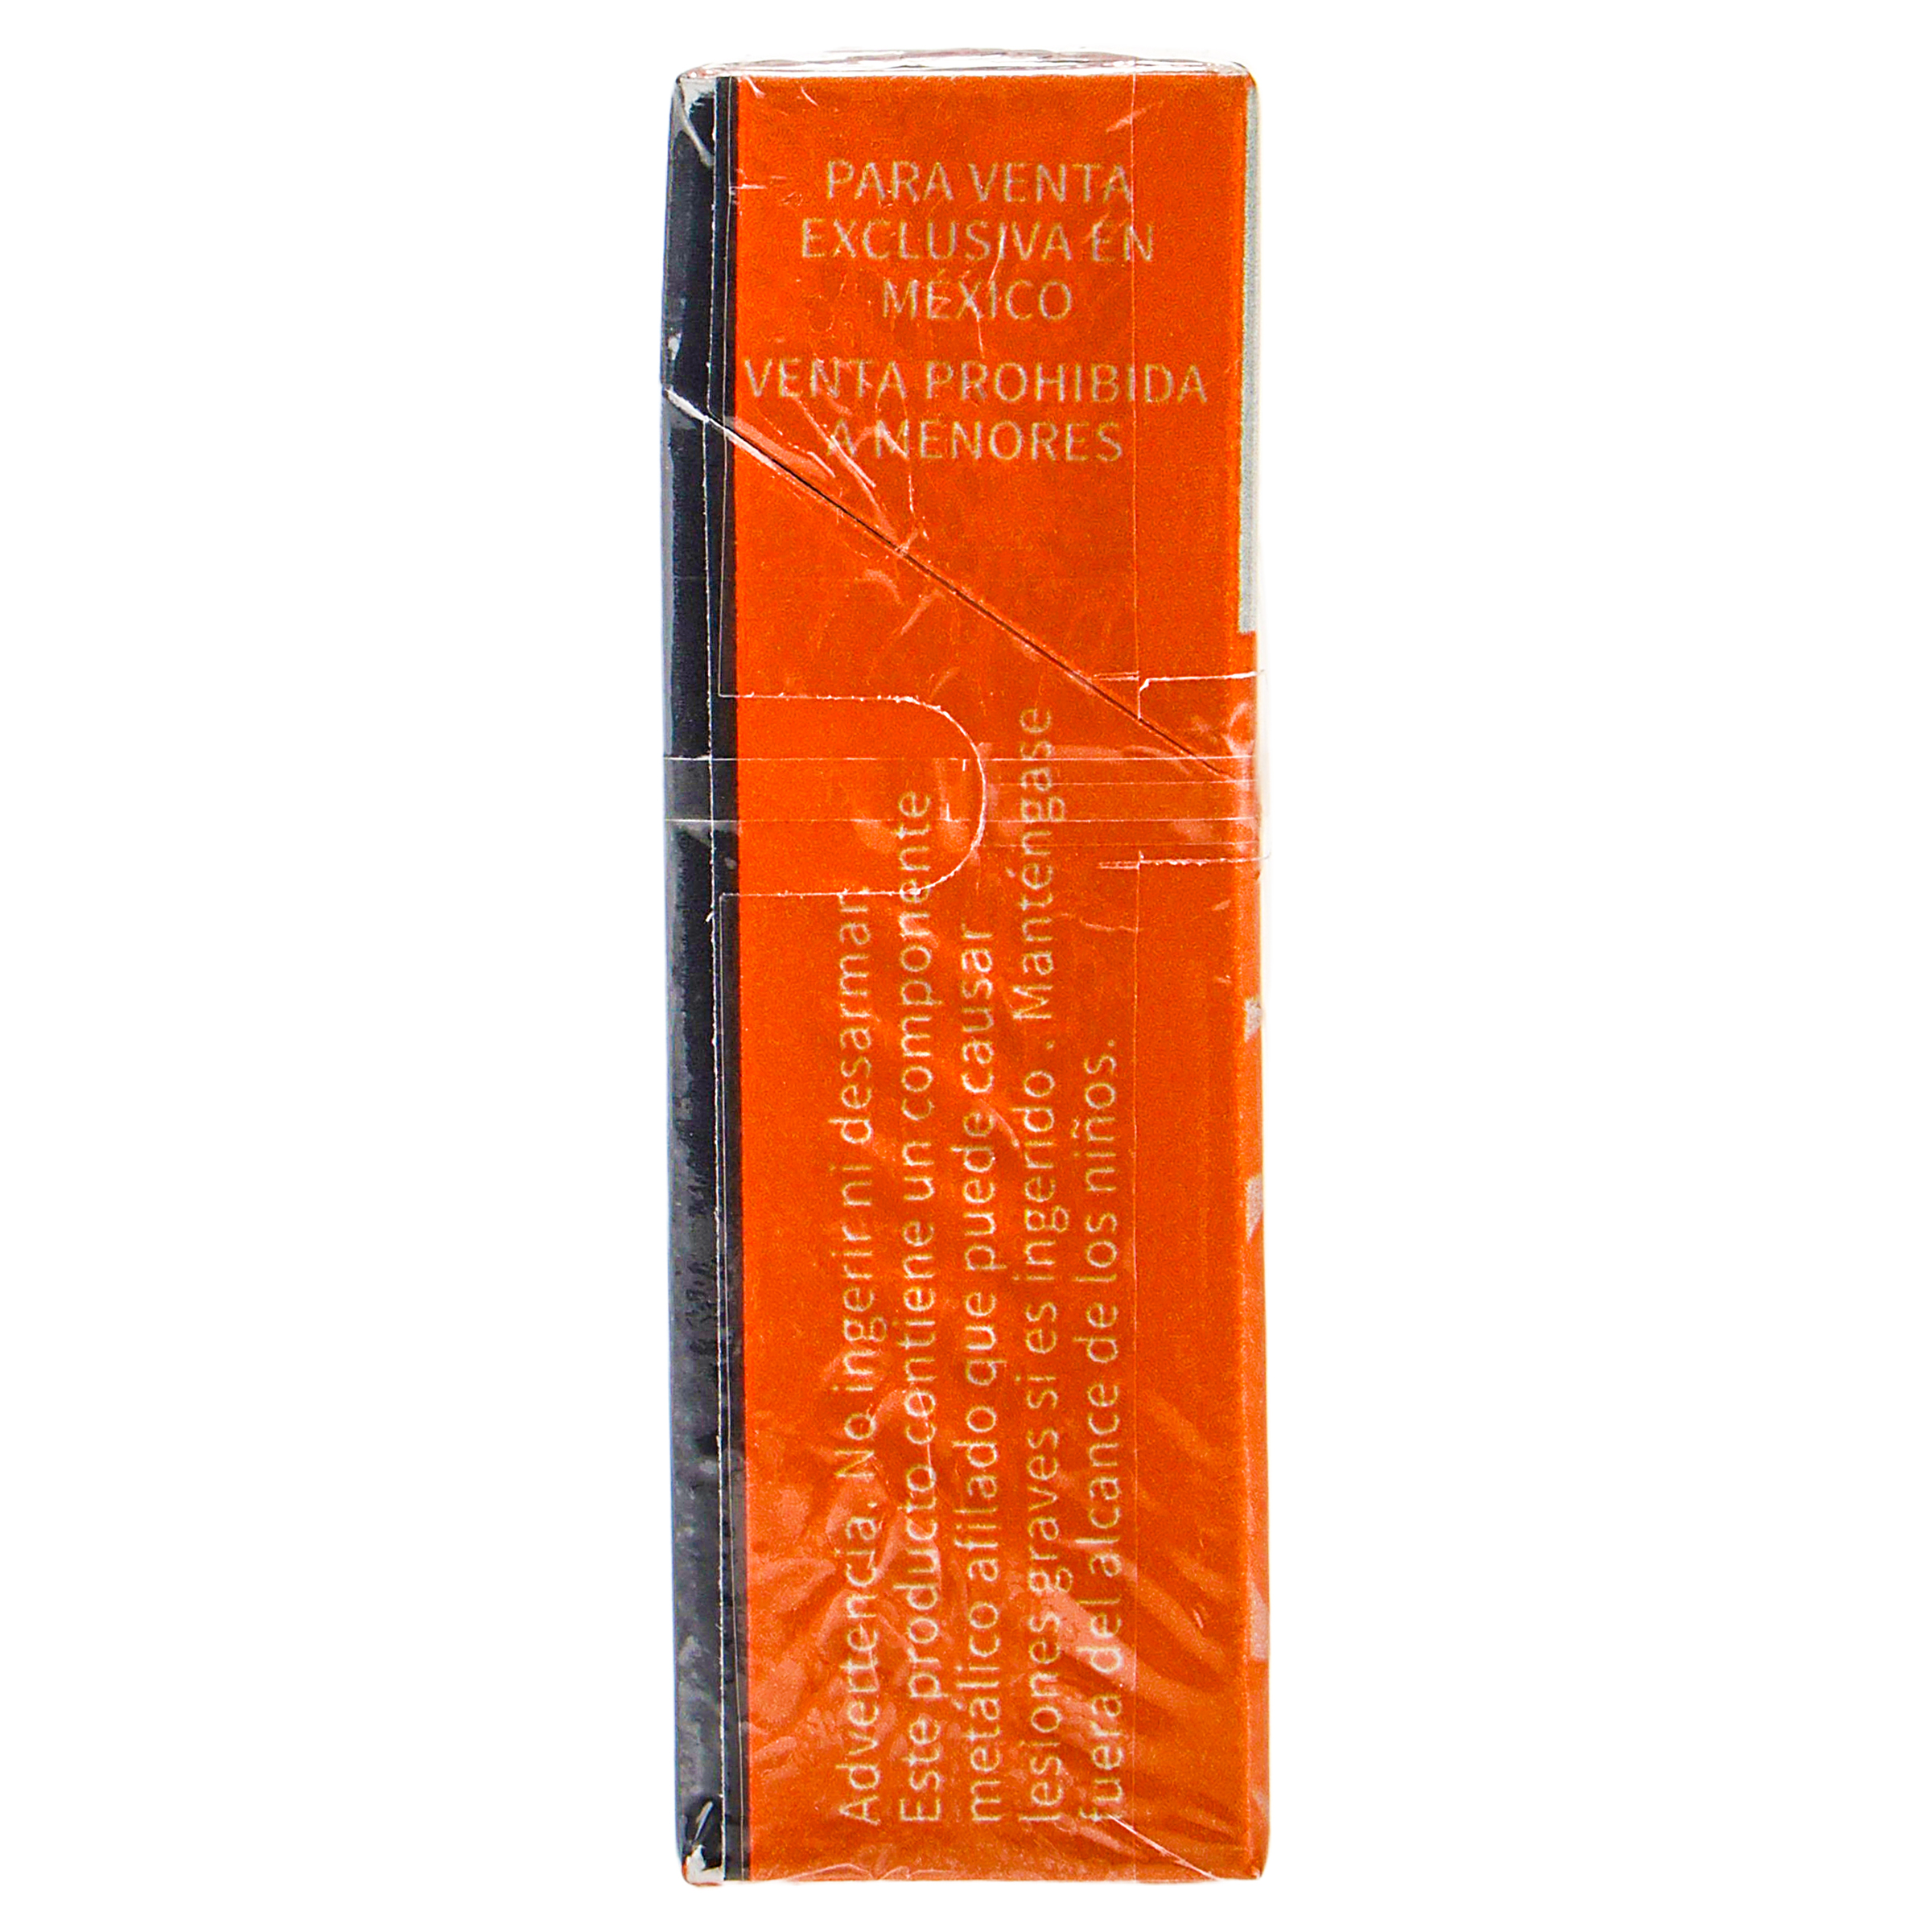 PARA VENTA
EXCLUSIVA EN
MÉXICO
VENTA PROHIBIDA
A MENORES
Advertencia. No ingerir ni desarmar.
Este producto contiene un componente
metálico afilado que puede causar
lesiones graves si es ingerido . Manténgase
fuera del alcance de los niños.